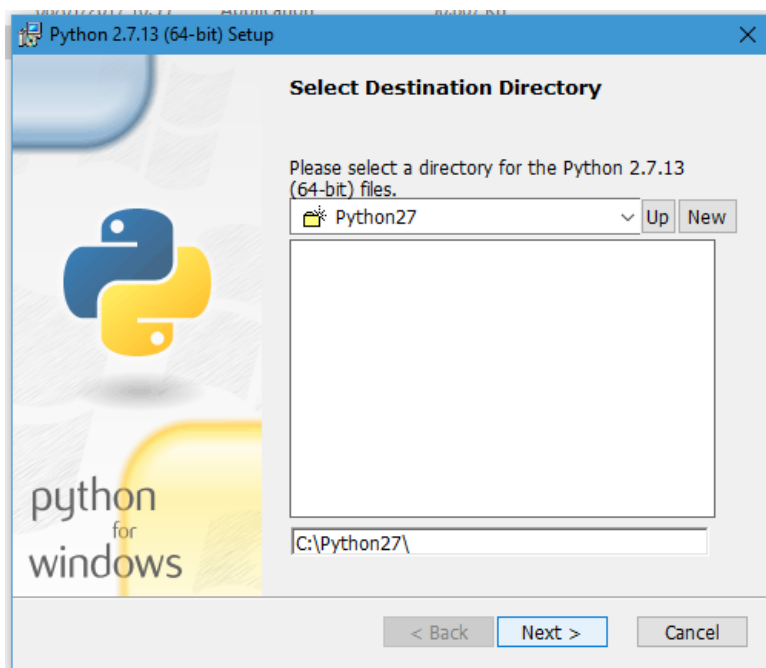 Python 2.7.13 (64-bit) Setup
Select Destination Directory
Please select a directory for the Python 2.7.13
(64-bit) files.
Python27
Up
New
C:\Python27\
python
for
windows
< Back
Next >
Cancel